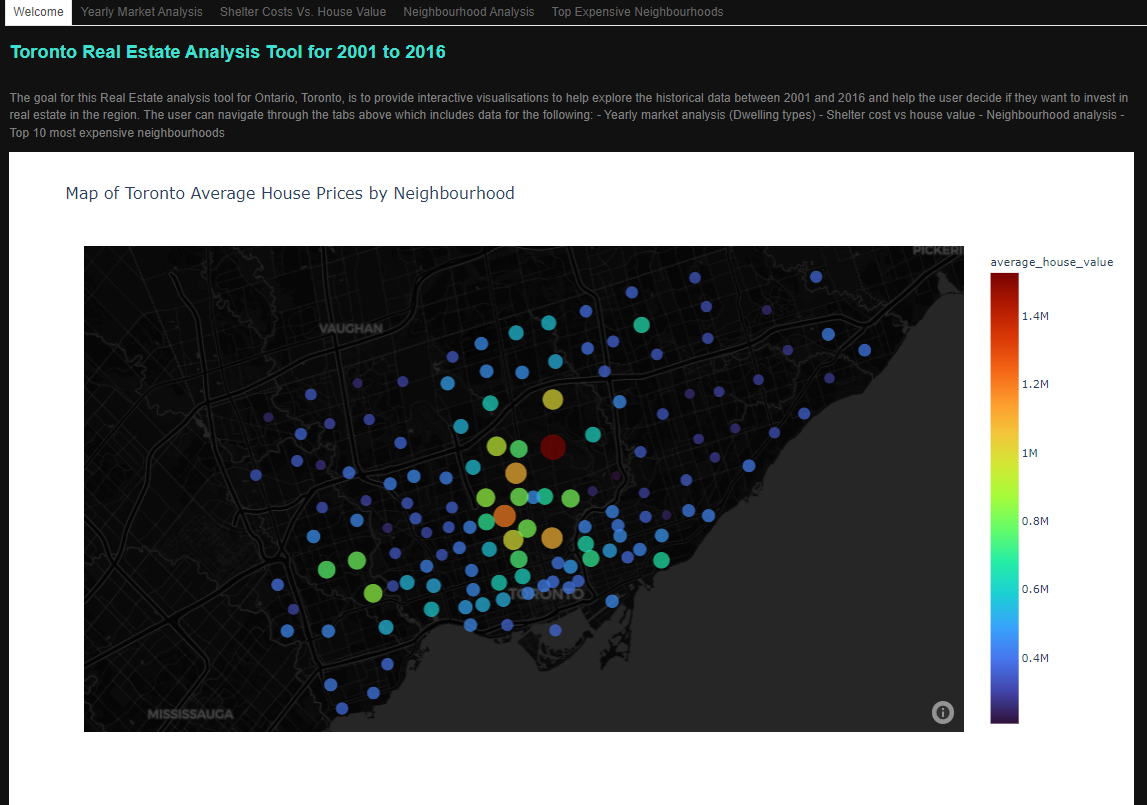 Welcome Yearly Market Analysis Shelter Costs Vs. House Value Neighbourhood Analysis Top Expensive Neighbourhoods
Toronto Real Estate Analysis Tool for 2001 to 2016
The goal for this Real Estate analysis tool for Ontario, Toronto, is to provide interactive visualisations to help explore the historical data between 2001 and 2016 and help the user decide if they want to invest in
real estate in the region. The user can navigate through the tabs above which includes data for the following: - Yearly market analysis (Dwelling types) - Shelter cost vs house value - Neighbourhood analysis -
Top 10 most expensive neighbourhoods
Map of Toronto Average House Prices by Neighbourhood
PICKERI
average_house_value
1.4M
VAUGHAN
1.2M
1M
0.8M
0.6M
TORONTO
0.4M
MISSISSAUGA